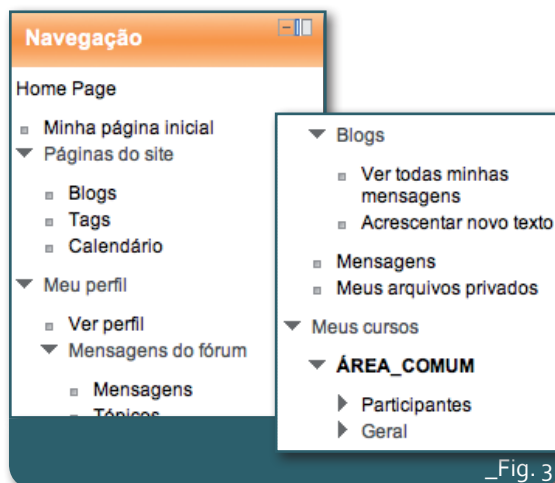 Navegação
Home Page
Minha página inicial
Páginas do site
Blogs
Tags
Calendário
Meu perfil
Ver perfil
Mensagens do fórum
Mensagens
Tópicos
Blogs
Ver todas minhas
mensagens
Acrescentar novo texto
Mensagens
Meus arquivos privados
Meus cursos
ÁREA_COMUM
Participantes
Geral
_Fig. 3